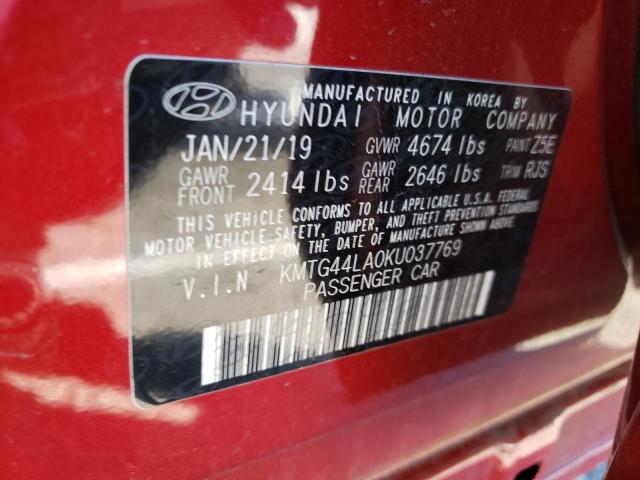 MANUFACTURED IN KOREA BY
HYUNDAI MOTOR COMPANY
JAN/21/19 GVWR 4674 lbs PAINT Z5E
GAWR FRONT 2414 lbs GAWR REAR 2646 lbs TRIM RJS
THIS VEHICLE CONFORMS TO ALL APPLICABLE U.S.A. FEDERAL
MOTOR VEHICLE SAFETY, BUMPER, AND THEFT PREVENTION STANDARDS
IN EFFECT ON THE DATE OF MANUFACTURE SHOWN ABOVE.
V.I.N KMTG44LA0KU037769
PASSENGER CAR